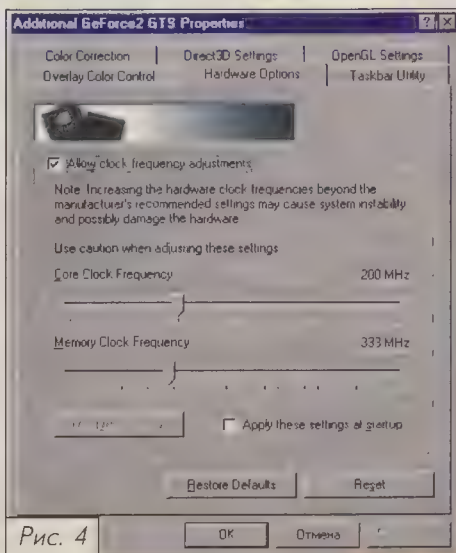 Additional GeForce2 GTS Properties
Color Correction
Direct3D Settings
OpenGL Settings
Overlay Color Control
Hardware Options
Taskbar Utility
Allow clock frequency adjustments
Note: Increasing the hardware clock frequencies beyond the
manufacturer's recommended settings may cause system instability
and possibly damage the hardware
Use caution when adjusting these settings
Core Clock Frequency
200 MHz
Memory Clock Frequency
333 MHz
Apply these settings at startup
Restore Defaults
Reset
Рис. 4
OK
Отмена